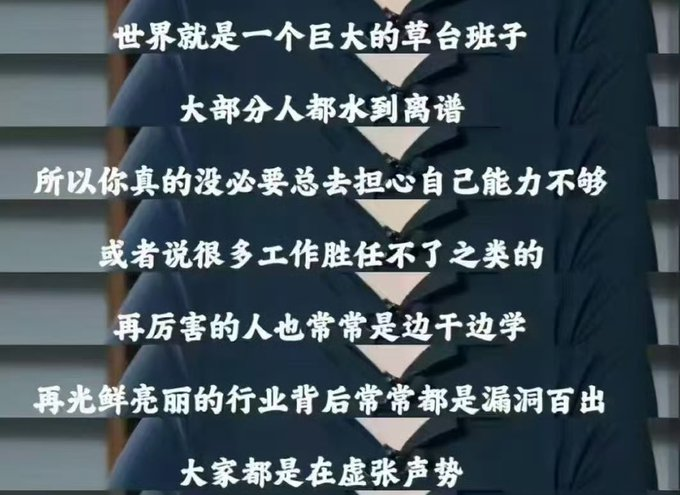 世界就是一个巨大的草台班子
大部分人都水到离谱
所以你真的没必要总去担心自己能力不够
或者说很多工作胜任不了之类的
再厉害的人也常常是边干边学
再光鲜亮丽的行业背后常常都是漏洞百出
大家都是在虚张声势